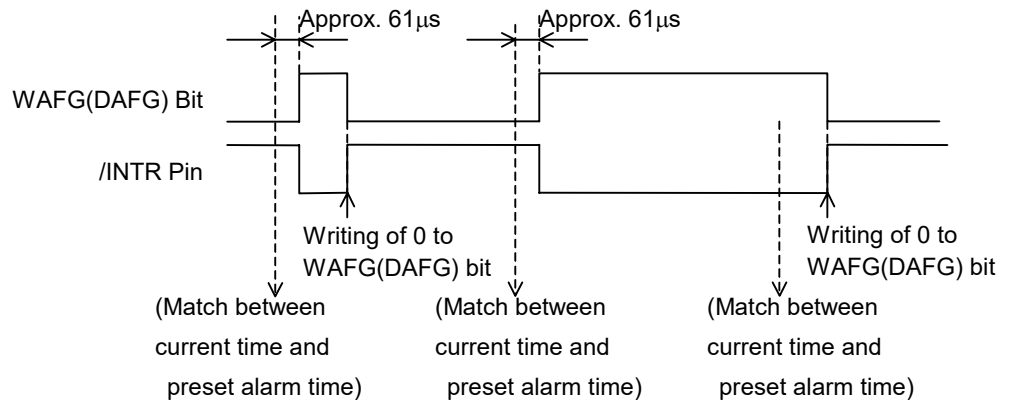 Approx. 61μs
Approx. 61μs
WAFG(DAFG) Bit
/INTR Pin
Writing of 0 to
WAFG(DAFG) bit
Writing of 0 to
WAFG(DAFG) bit
(Match between
current time and
preset alarm time)
(Match between
current time and
preset alarm time)
(Match between
current time and
preset alarm time)